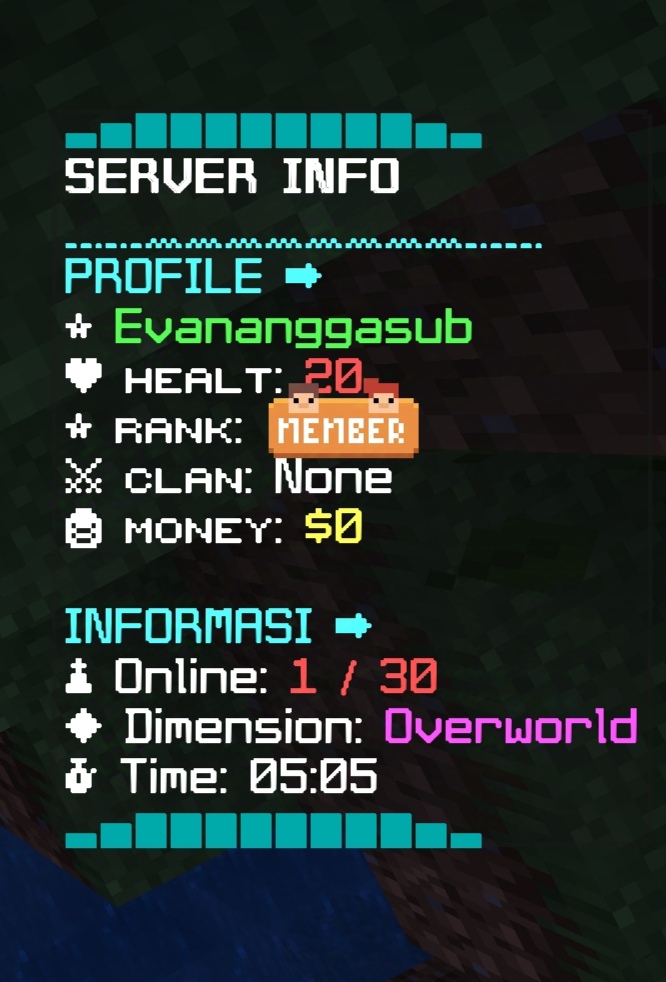 SERVER INFO
PROFILE ➡
Evananggasub
HEALT: 20
RANK: MEMBER
CLAN: None
MONEY: $0
INFORMASI ➡
Online: 1 / 30
Dimension: Overworld
Time: 05:05